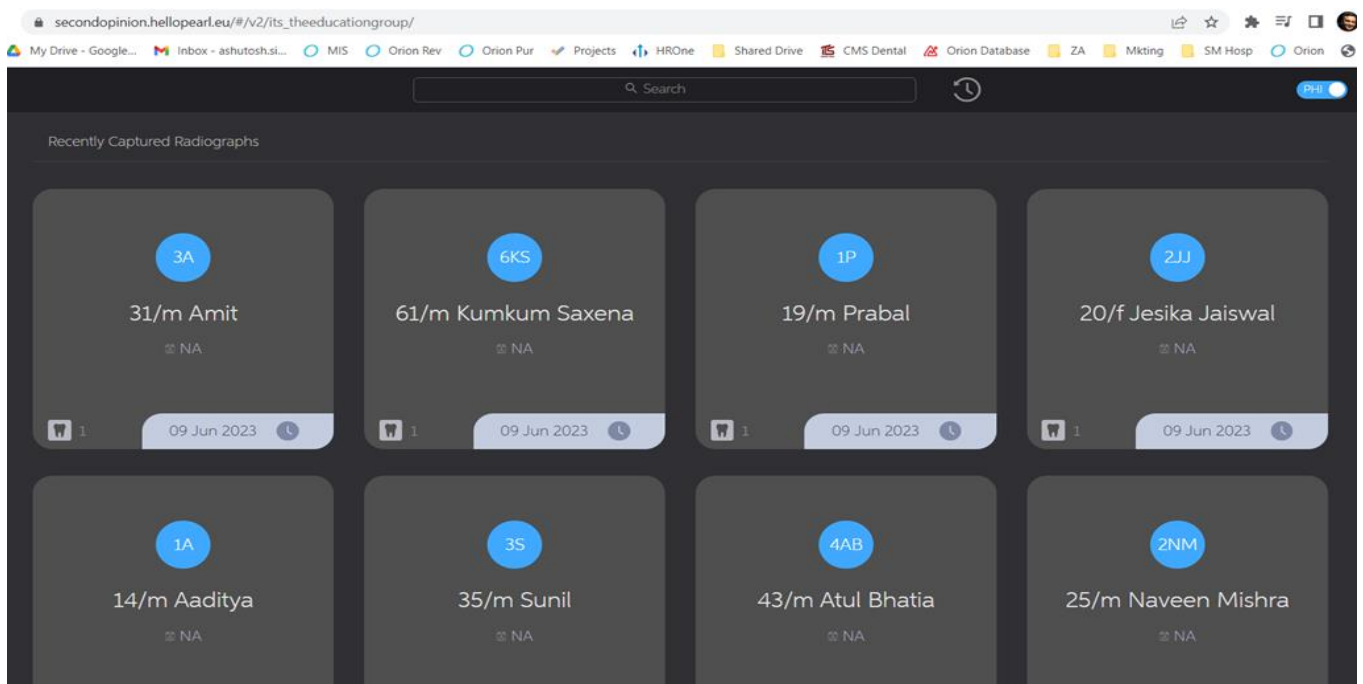 secondopinion.hellopearl.eu/#/v2/its_theeducationgroup/
My Drive - Google... Inbox - ashutosh.si... MIS Orion Rev Orion Pur Projects HROne Shared Drive CMS Dental Orion Database ZA Mkting SM Hosp Orion
Search PHI
Recently Captured Radiographs
3A 6KS 1P 2JJ
31/m Amit 61/m Kumkum Saxena 19/m Prabal 20/f Jesika Jaiswal
NA NA NA NA
1 09 Jun 2023 1 09 Jun 2023 1 09 Jun 2023 1 09 Jun 2023
1A 3S 4AB 2NM
14/m Aaditya 35/m Sunil 43/m Atul Bhatia 25/m Naveen Mishra
NA NA NA NA